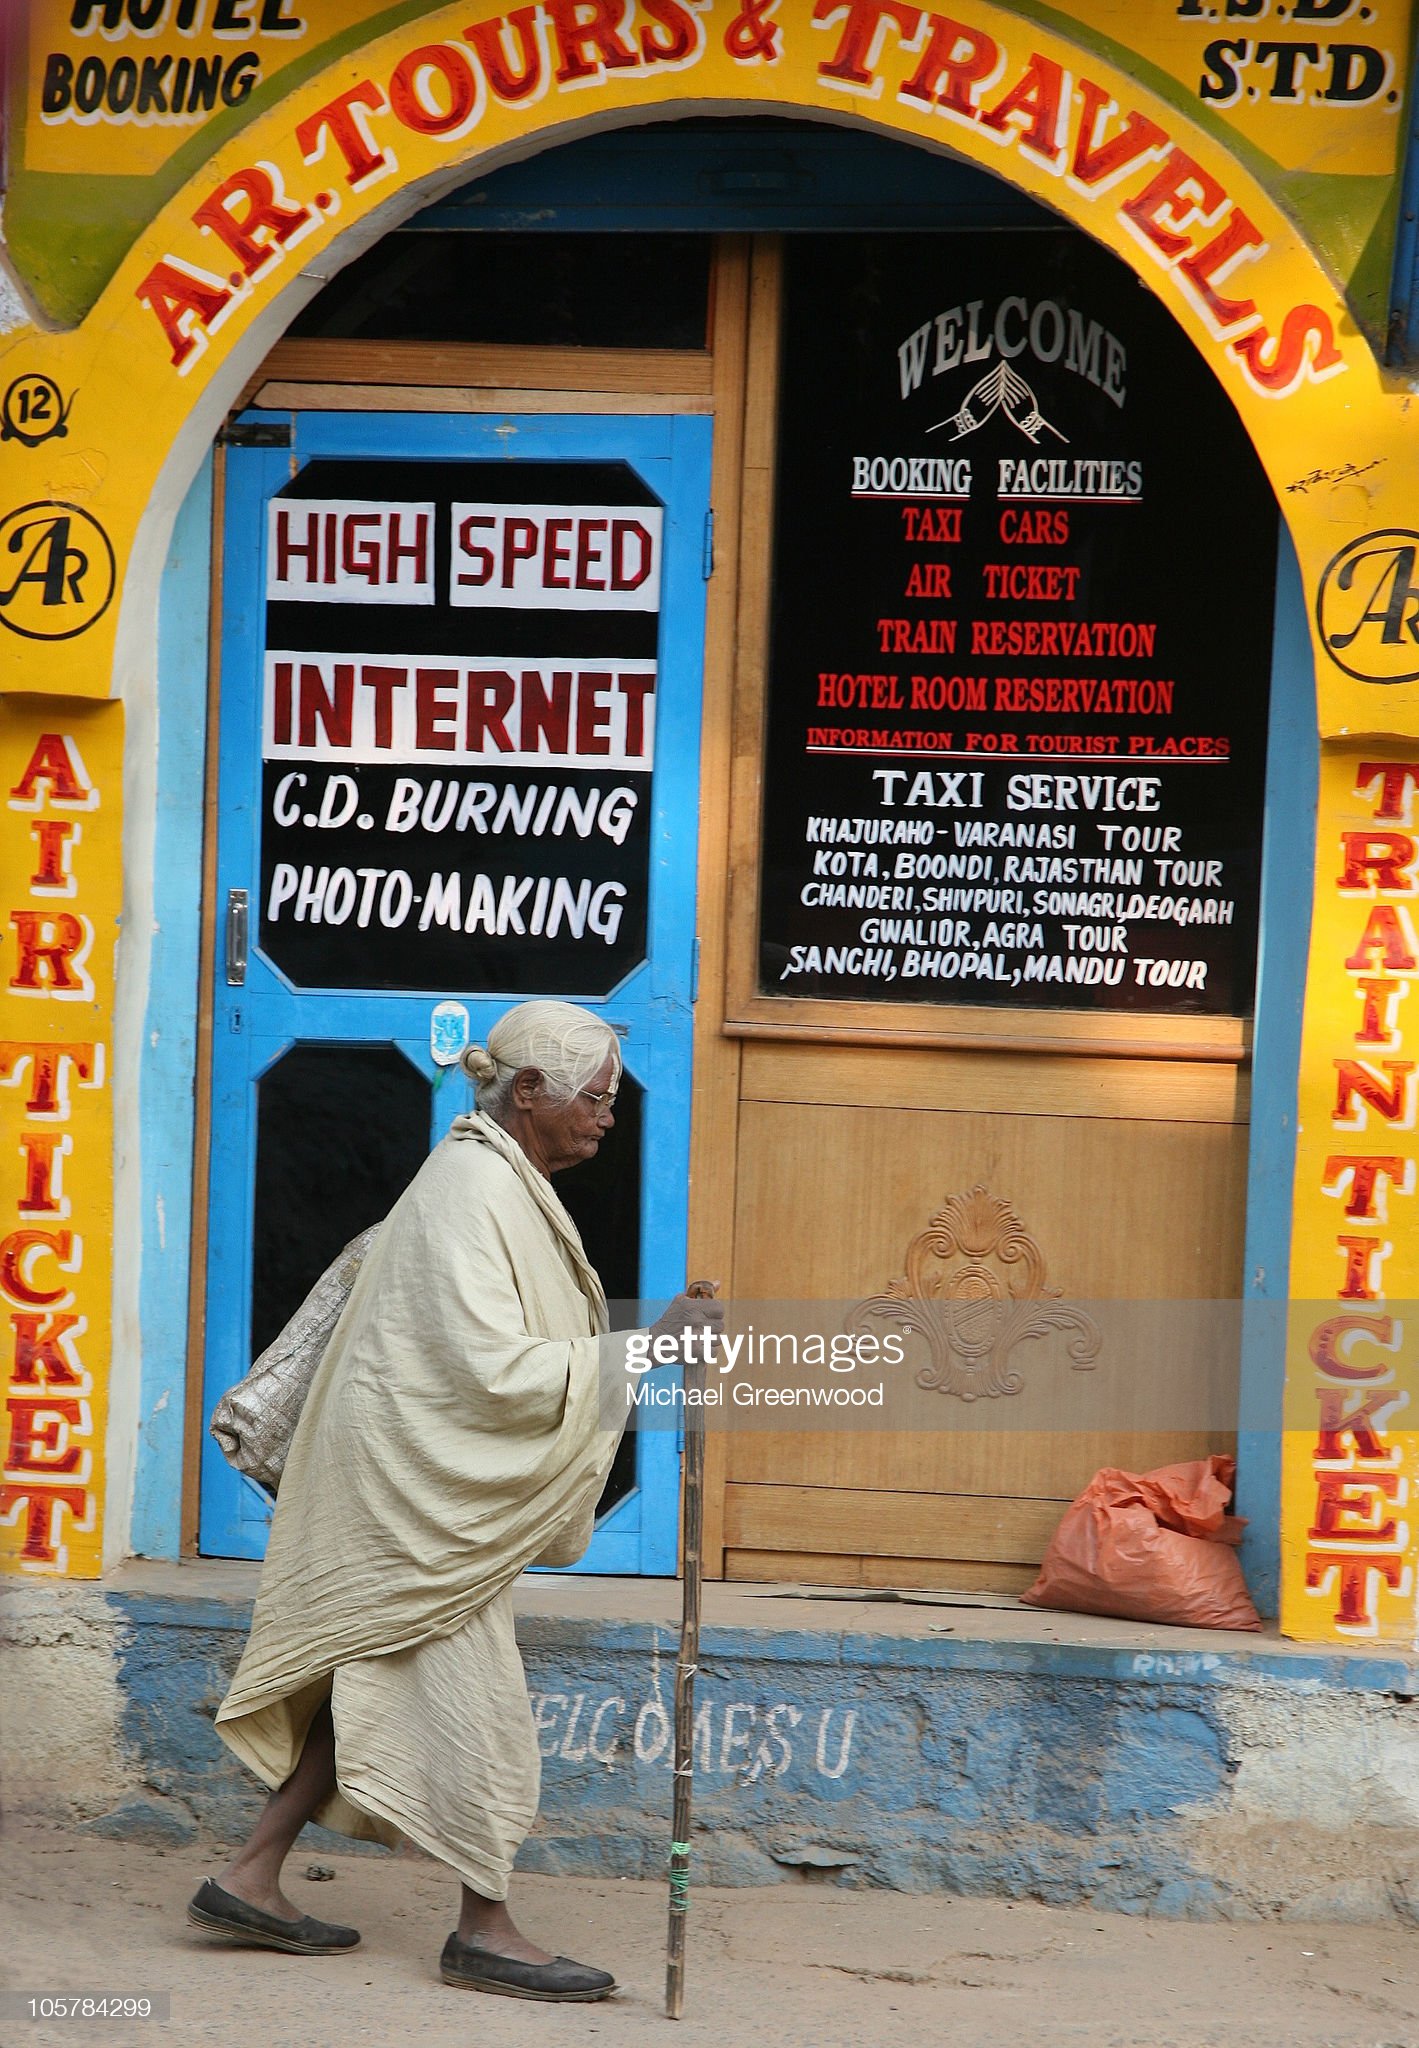 HOTEL
BOOKING
S.T.D.
A.R. TOURS & TRAVELS
12
AR
AR
AIR TICKET
TRAIN TICKET
HIGH SPEED
INTERNET
C.D. BURNING
PHOTO-MAKING
WELCOME
BOOKING FACILITIES
TAXI CARS
AIR TICKET
TRAIN RESERVATION
HOTEL ROOM RESERVATION
INFORMATION FOR TOURIST PLACES
TAXI SERVICE
KHAJURAHO-VARANASI TOUR
KOTA, BOONDI, RAJASTHAN TOUR
CHANDERI, SHIVPURI, SONAGRI, DEOGARH
GWALIOR, AGRA TOUR
SANCHI, BHOPAL, MANDU TOUR
gettyimages®
Michael Greenwood
WELCOMES U
105784299